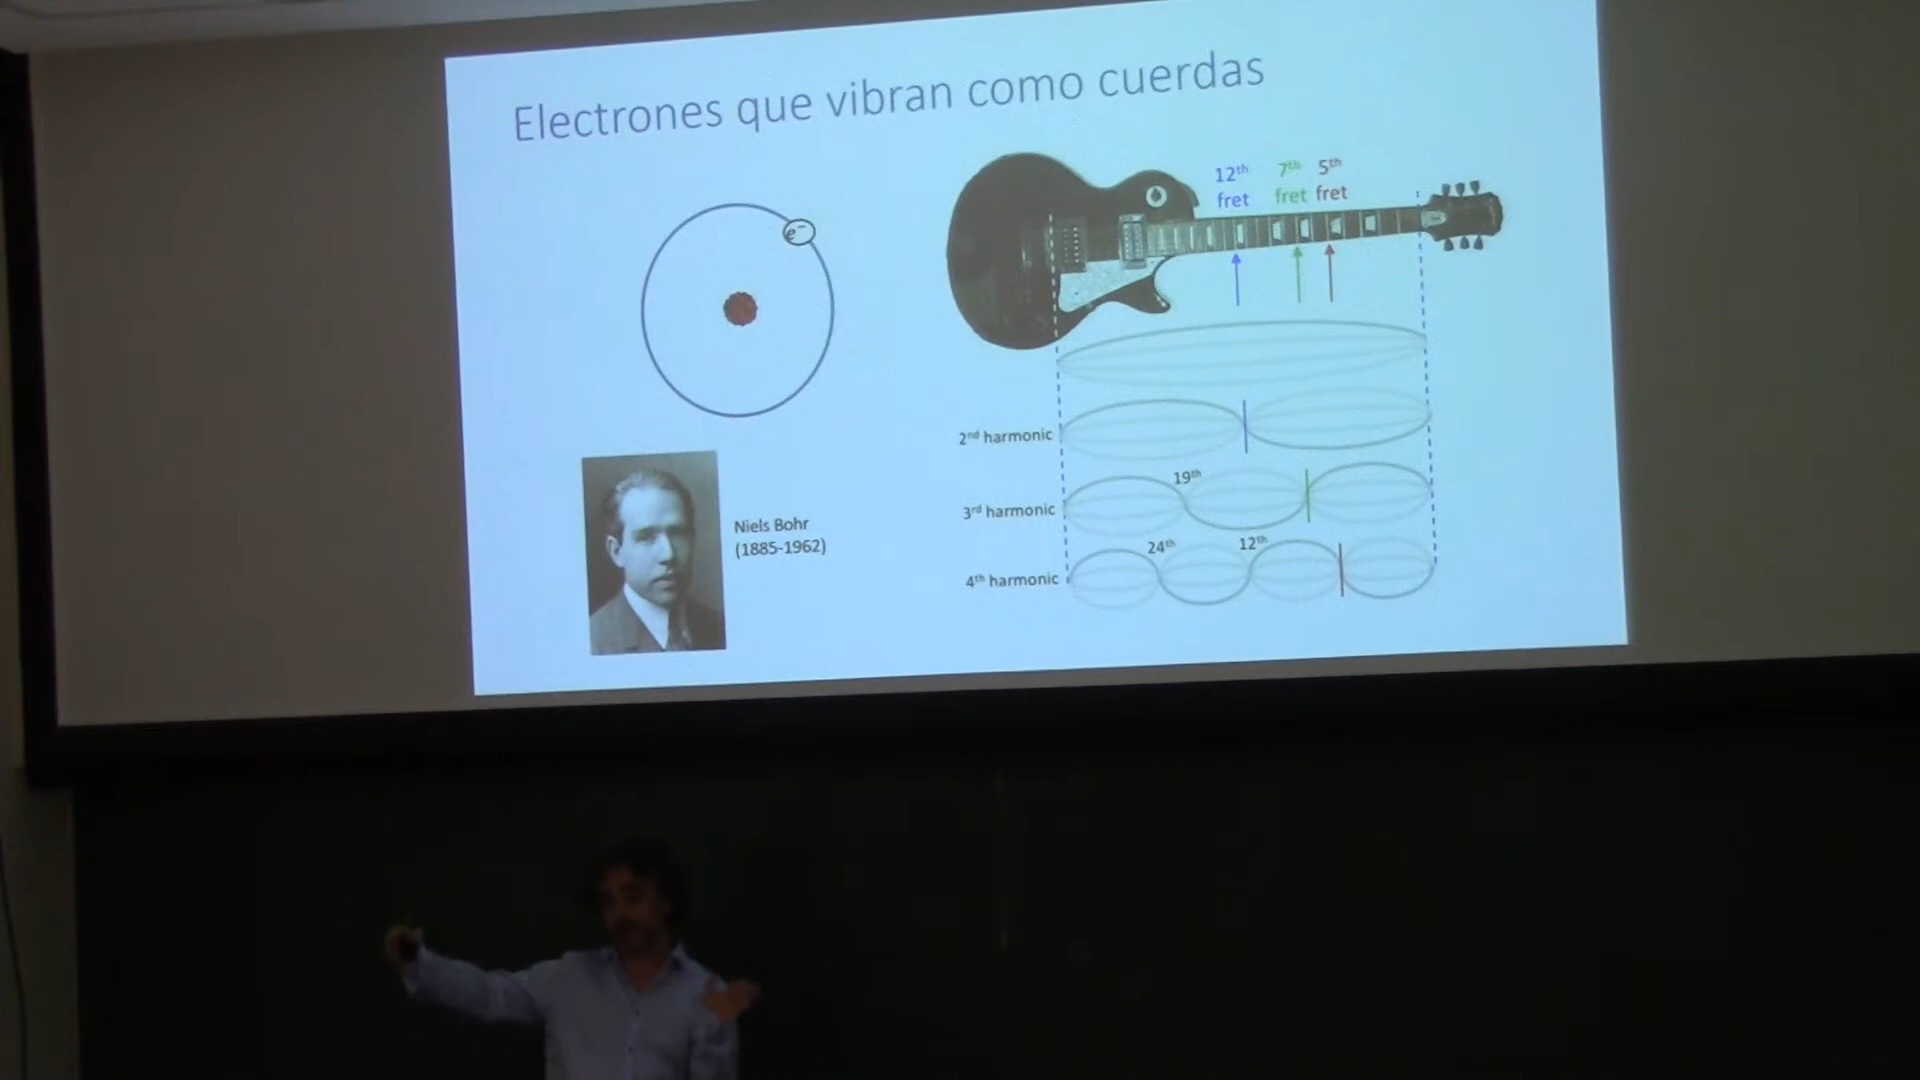 Electrones que vibran como cuerdas
e⁻
Niels Bohr
(1885-1962)
12th
fret
7th
fret
5th
fret
2nd harmonic
19th
3rd harmonic
24th
12th
4th harmonic